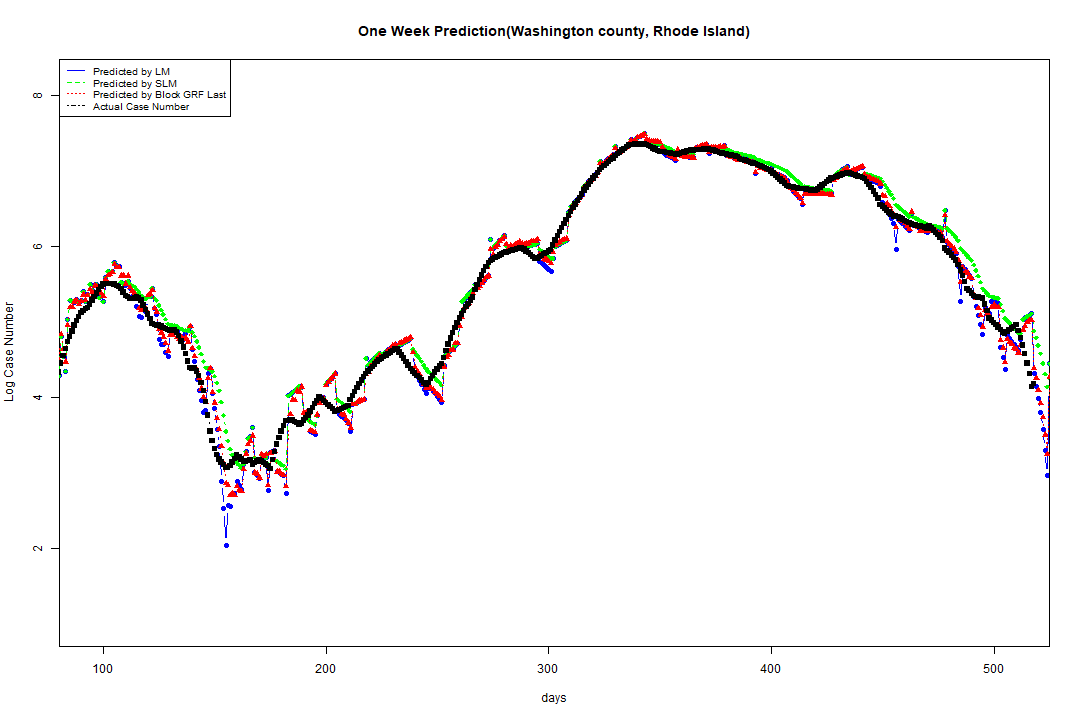 One Week Prediction(Washington county, Rhode Island)
Predicted by LM
Predicted by SLM
Predicted by Block GRF Last
Actual Case Number
8
6
4
2
Log Case Number
100 200 300 400 500
days